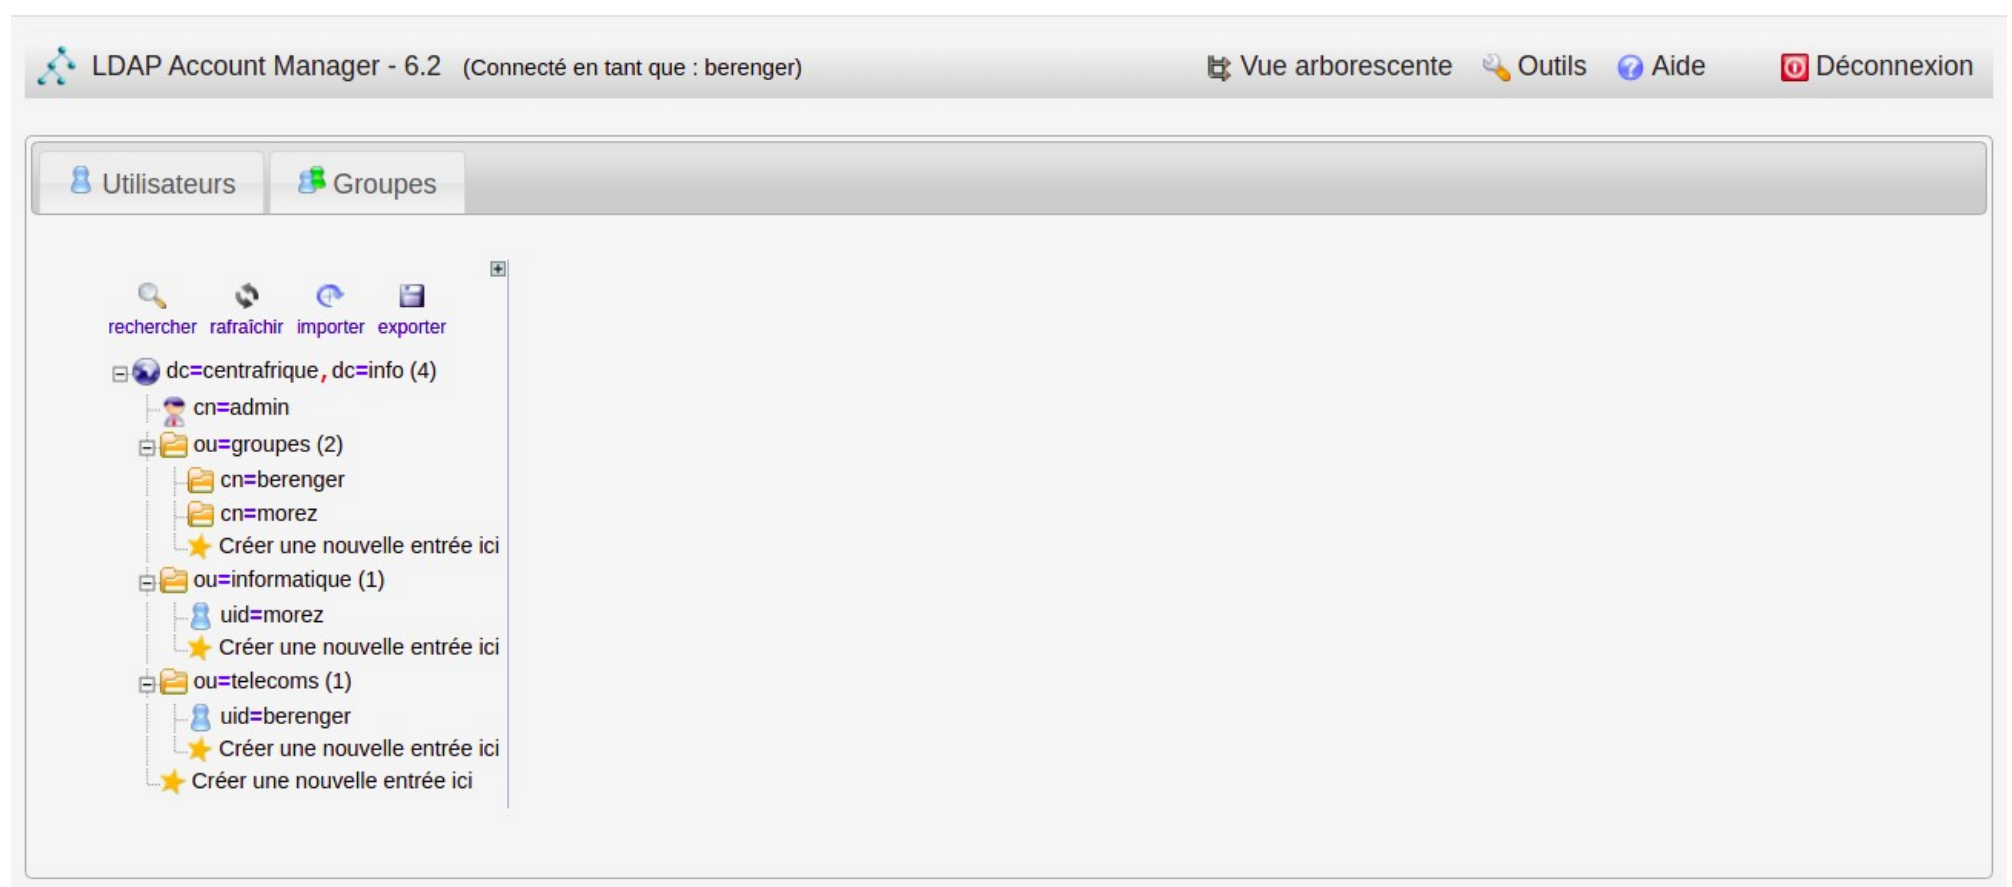 LDAP Account Manager - 6.2 (Connecté en tant que : berenger) Vue arborescente Outils Aide Déconnexion
Utilisateurs Groupes
rechercher rafraîchir importer exporter
dc=centrafrique,dc=info (4)
cn=admin
ou=groupes (2)
cn=berenger
cn=morez
Créer une nouvelle entrée ici
ou=informatique (1)
uid=morez
Créer une nouvelle entrée ici
ou=telecoms (1)
uid=berenger
Créer une nouvelle entrée ici
Créer une nouvelle entrée ici